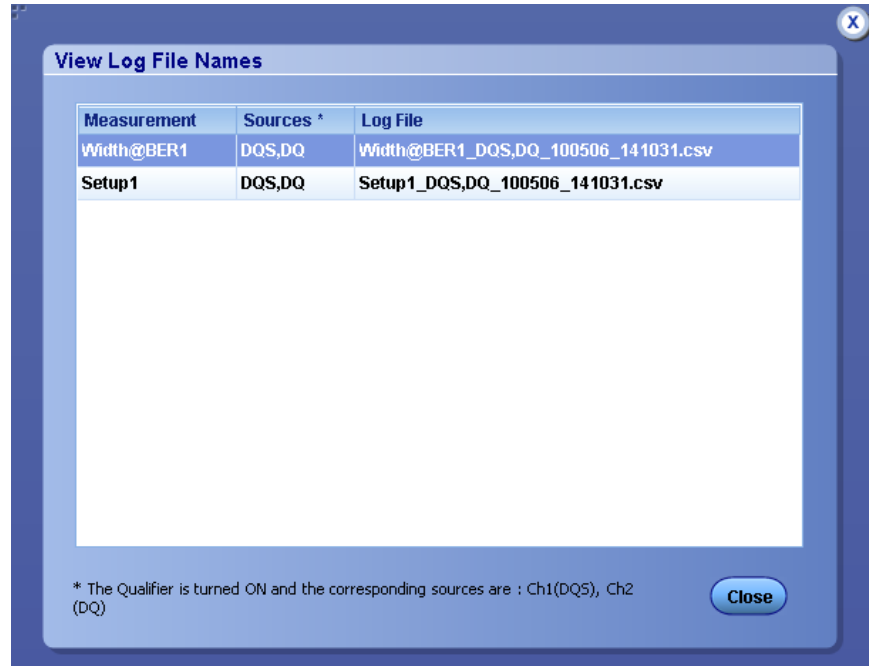 X
View Log File Names
Measurement Sources * Log File
Width@BER1 DQS,DQ Width@BER1_DQS,DQ_100506_141031.csv
Setup1 DQS,DQ Setup1_DQS,DQ_100506_141031.csv
* The Qualifier is turned ON and the corresponding sources are : Ch1(DQS), Ch2
(DQ)
Close